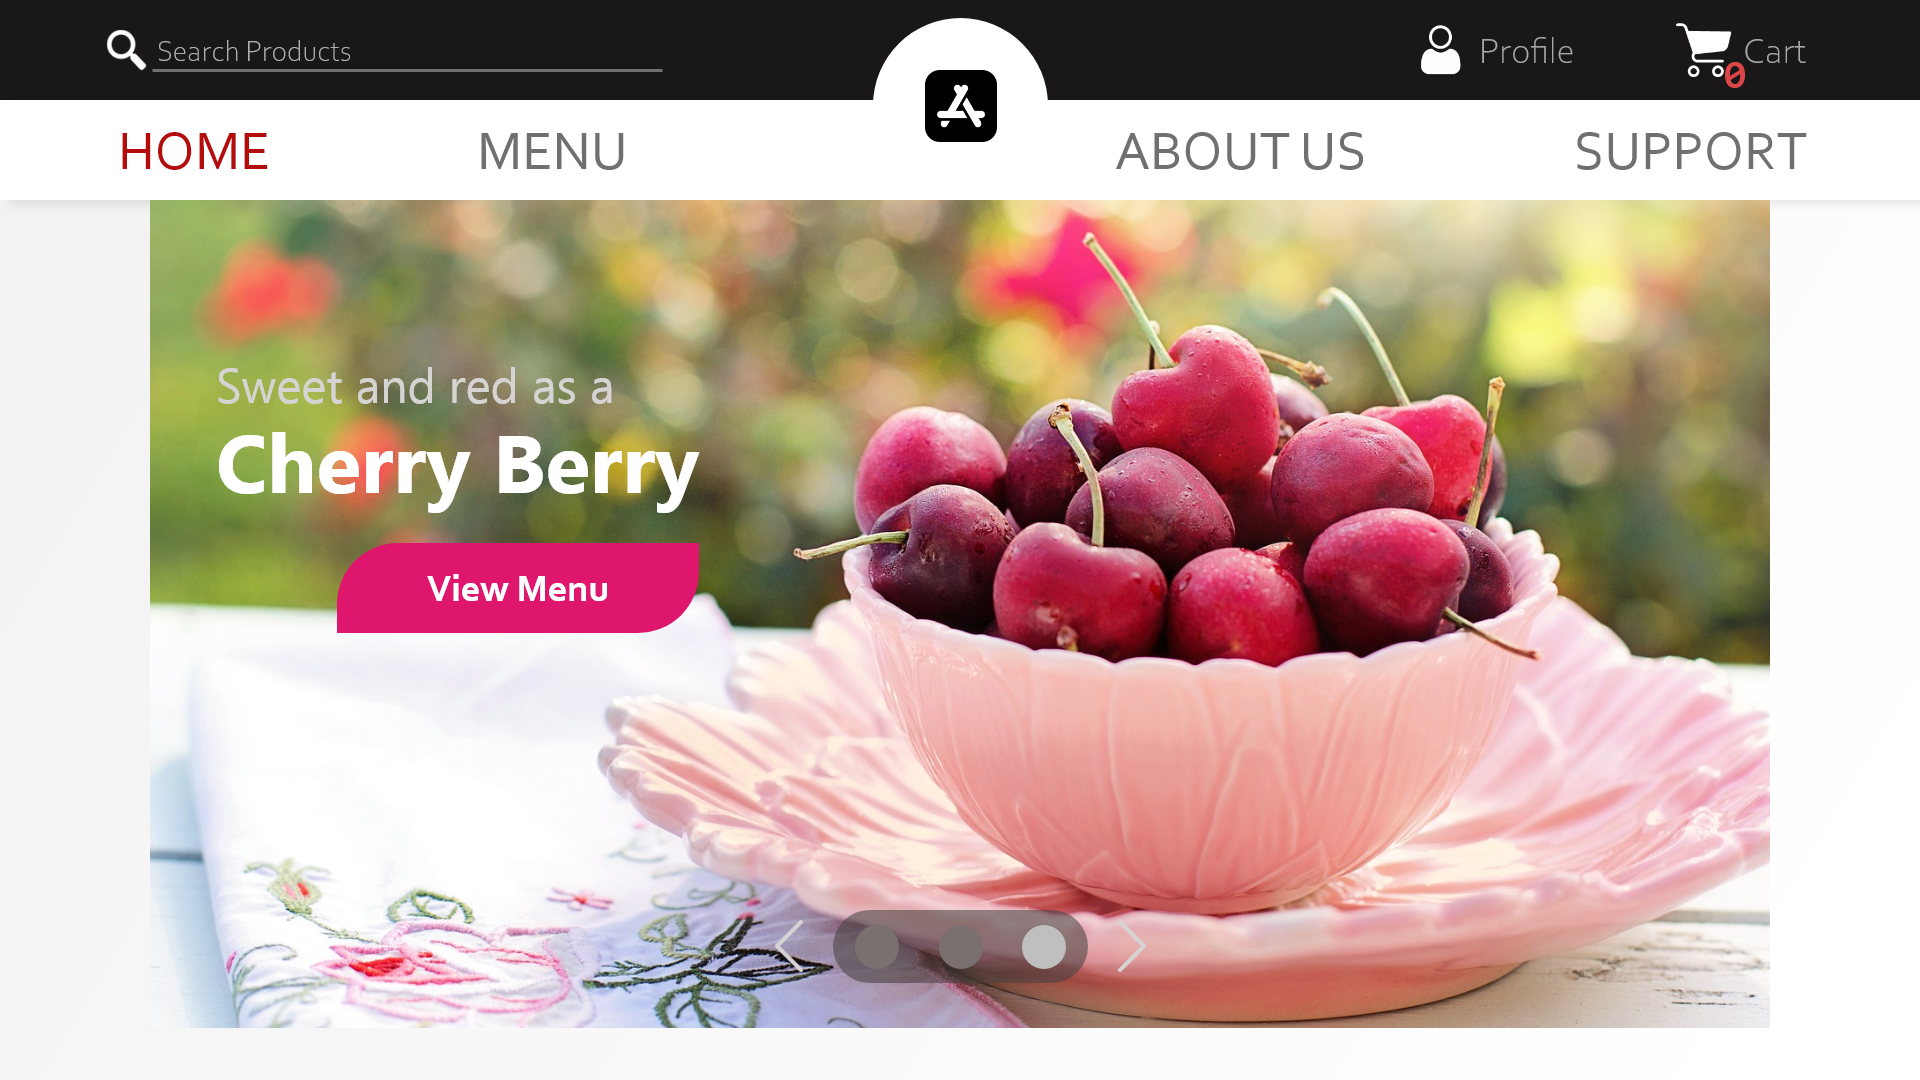 Search Products
Profile
Cart
0
HOME
MENU
ABOUT US
SUPPORT
Sweet and red as a
Cherry Berry
View Menu